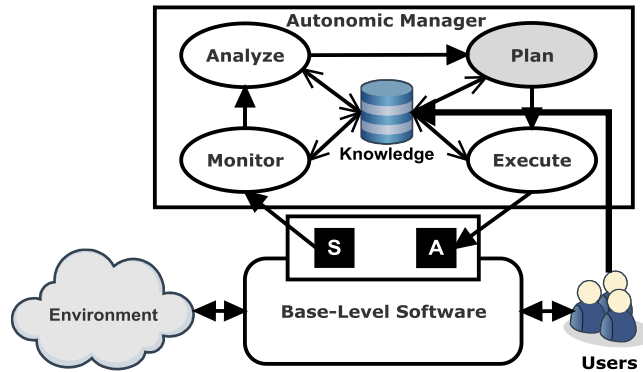 Autonomic Manager
Analyze
Plan
Monitor
Knowledge
Execute
S
A
Environment
Base-Level Software
Users